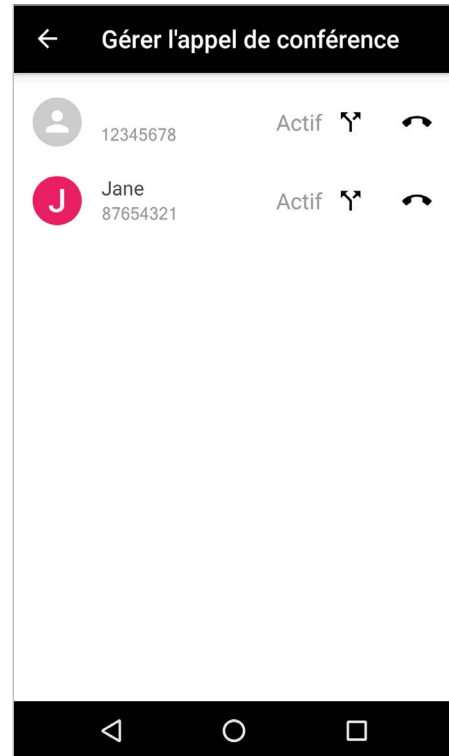 Gérer l'appel de conférence
12345678
Actif
J
Jane
87654321
Actif